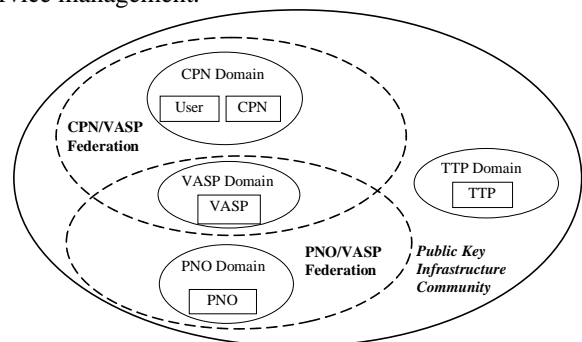 rvice management.
CPN Domain
User CPN
CPN/VASP
Federation
VASP Domain
VASP
TTP Domain
TTP
PNO Domain
PNO
PNO/VASP
Federation
Public Key
Infrastructure
Community